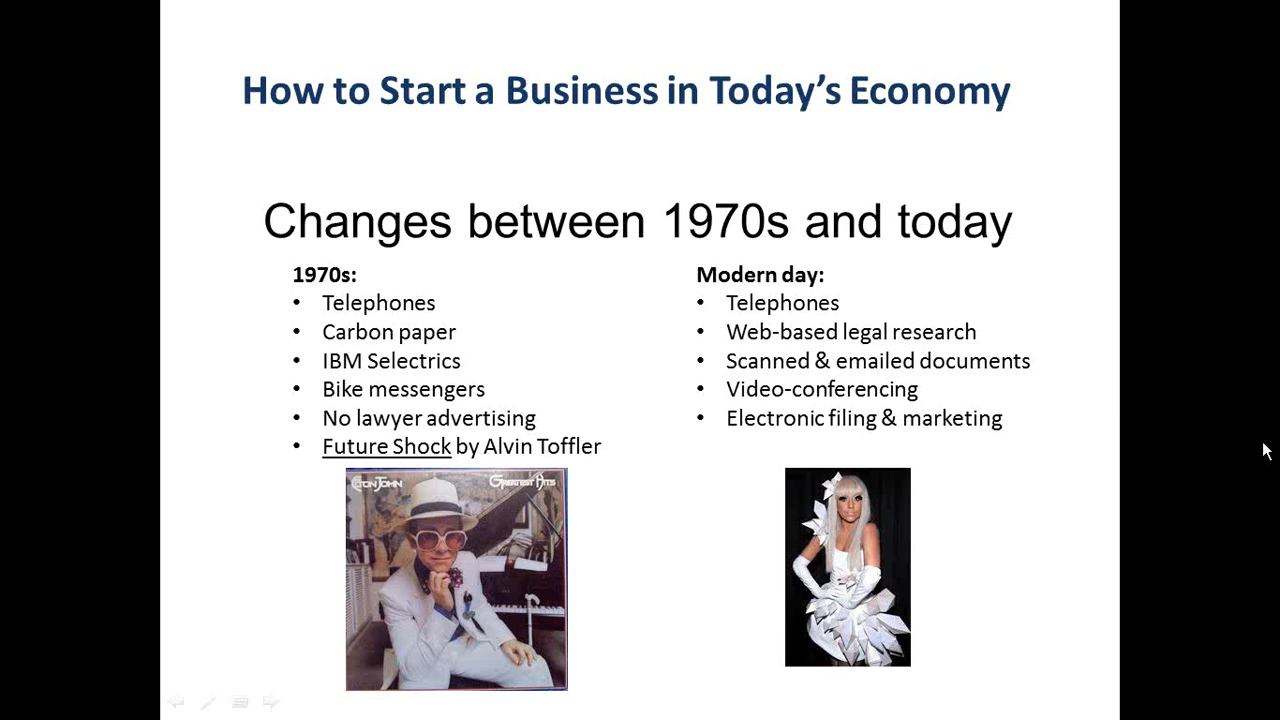 How to Start a Business in Today's Economy
Changes between 1970s and today
1970s:
• Telephones
• Carbon paper
• IBM Selectrics
• Bike messengers
• No lawyer advertising
• Future Shock by Alvin Toffler
Modern day:
• Telephones
• Web-based legal research
• Scanned & emailed documents
• Video-conferencing
• Electronic filing & marketing
ELTON JOHN
GREATEST HITS